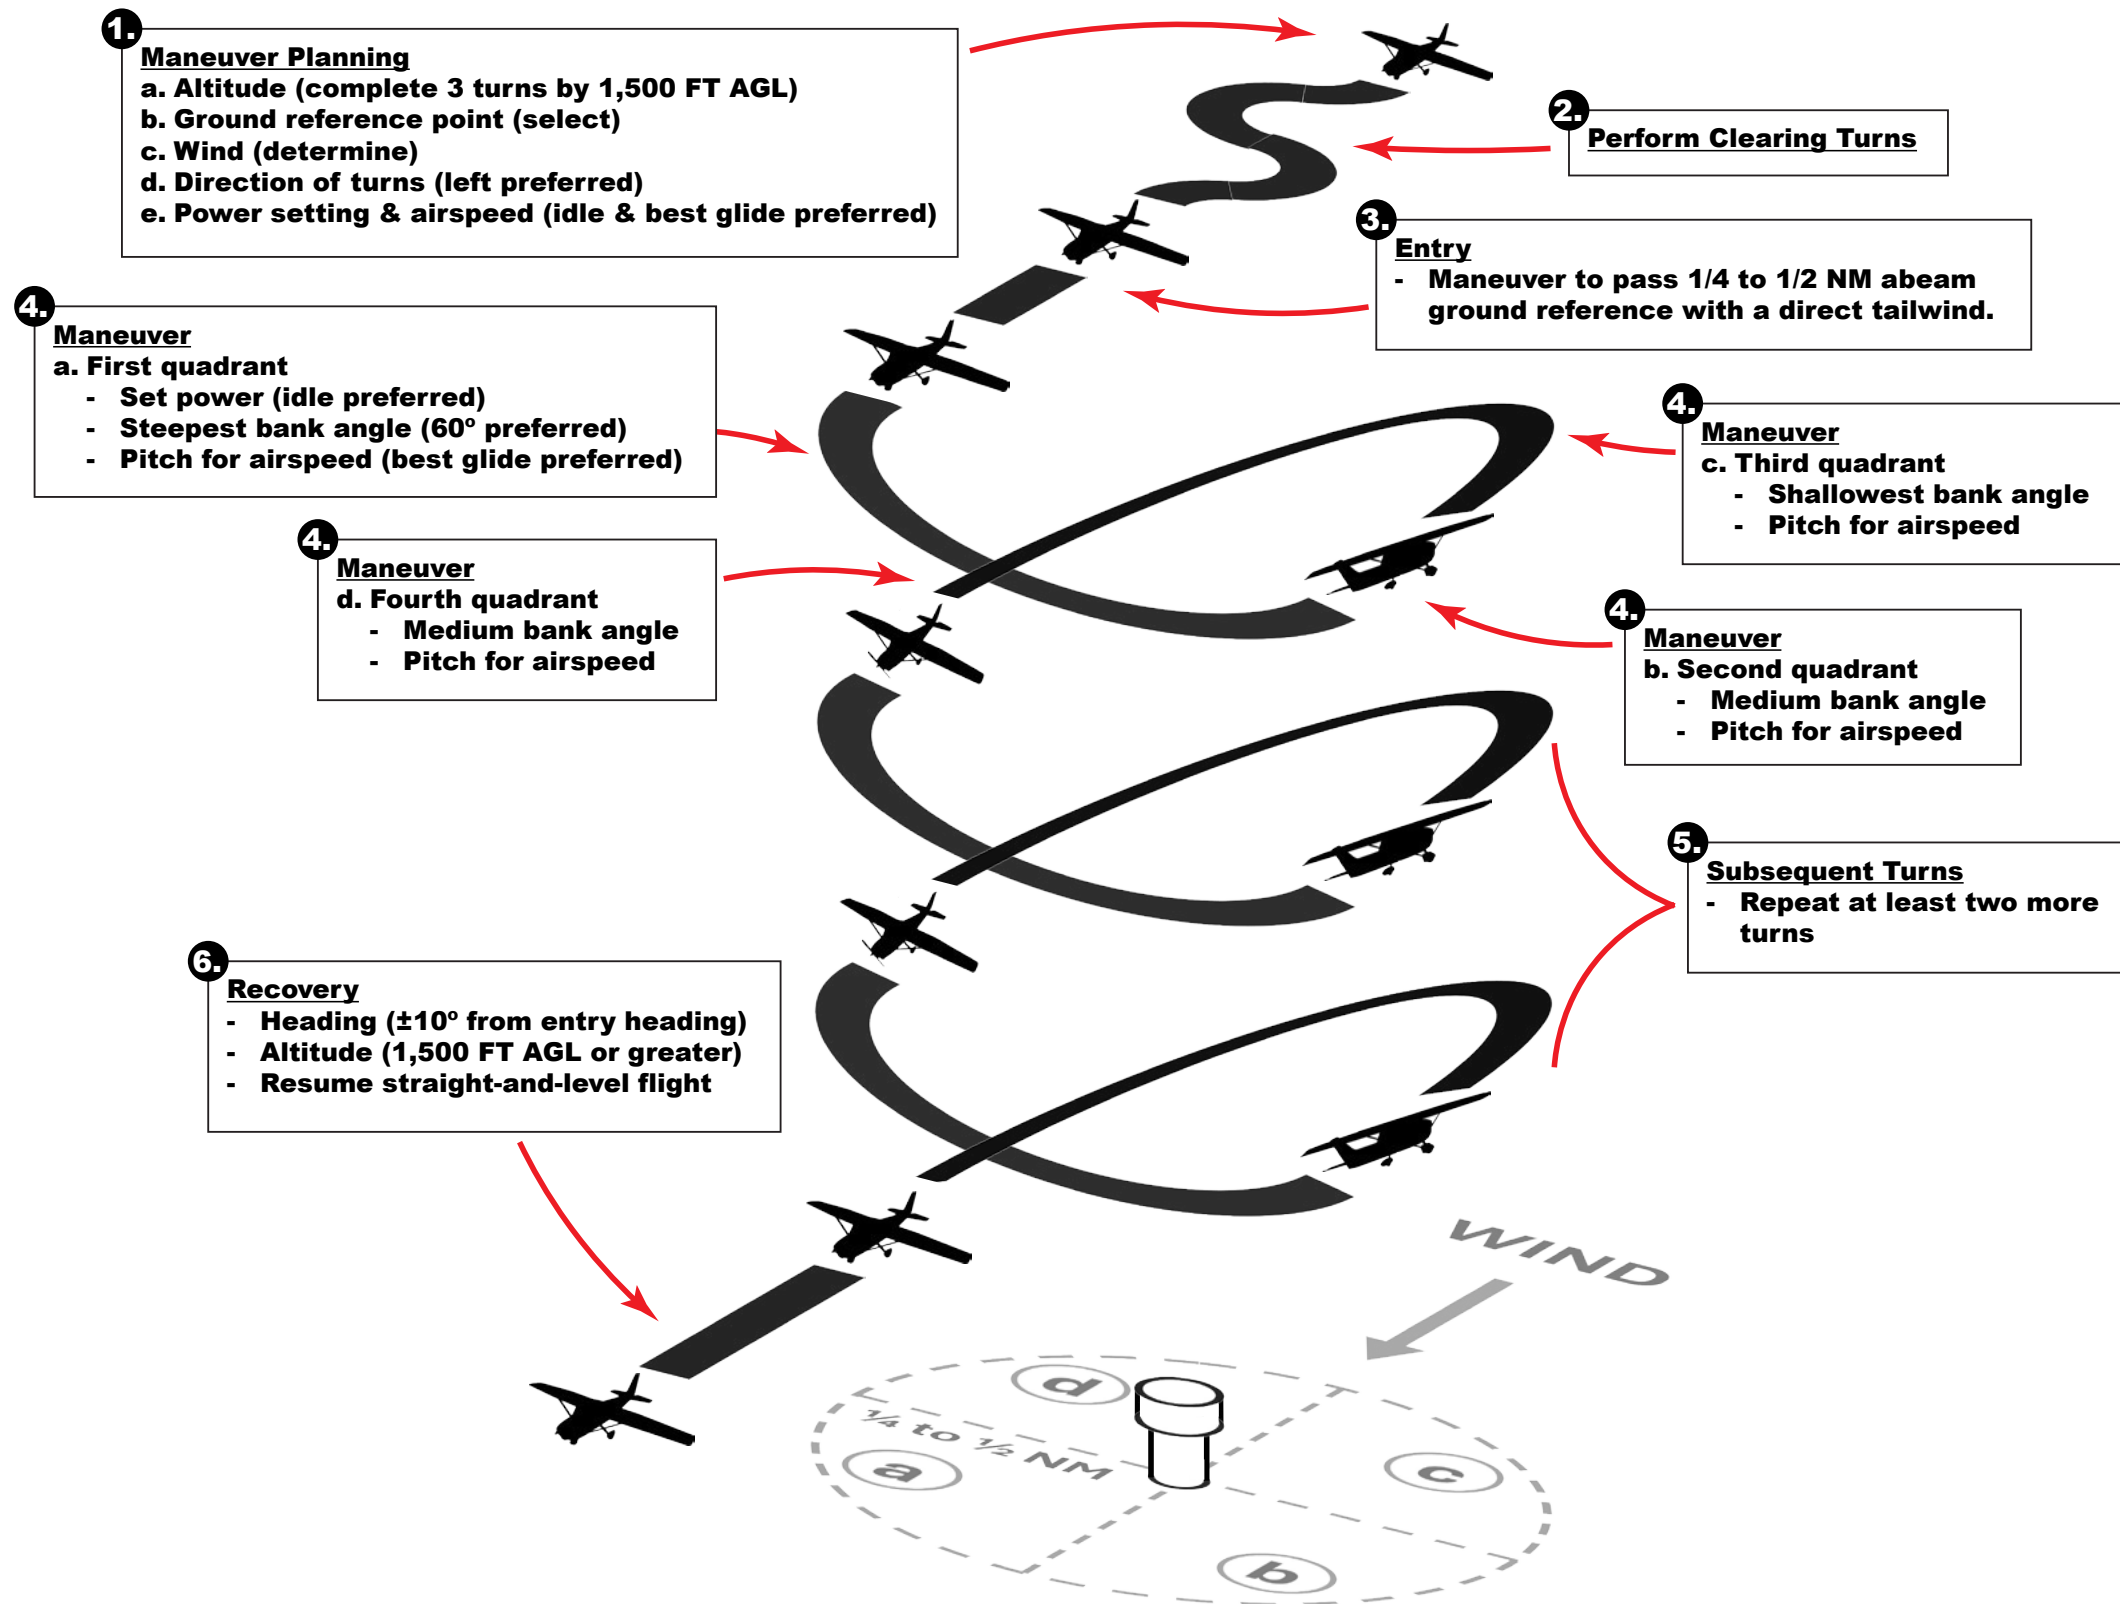 1.
Maneuver Planning
a. Altitude (complete 3 turns by 1,500 FT AGL)
b. Ground reference point (select)
c. Wind (determine)
d. Direction of turns (left preferred)
e. Power setting & airspeed (idle & best glide preferred)
2.
Perform Clearing Turns
3.
Entry
- Maneuver to pass 1/4 to 1/2 NM abeam
ground reference with a direct tailwind.
4.
Maneuver
a. First quadrant
- Set power (idle preferred)
- Steepest bank angle (60º preferred)
- Pitch for airspeed (best glide preferred)
4.
Maneuver
c. Third quadrant
- Shallowest bank angle
- Pitch for airspeed
4.
Maneuver
d. Fourth quadrant
- Medium bank angle
- Pitch for airspeed
4.
Maneuver
b. Second quadrant
- Medium bank angle
- Pitch for airspeed
5.
Subsequent Turns
- Repeat at least two more
turns
6.
Recovery
- Heading (±10º from entry heading)
- Altitude (1,500 FT AGL or greater)
- Resume straight-and-level flight
WIND
d
¼ to ½ NM
a
c
b